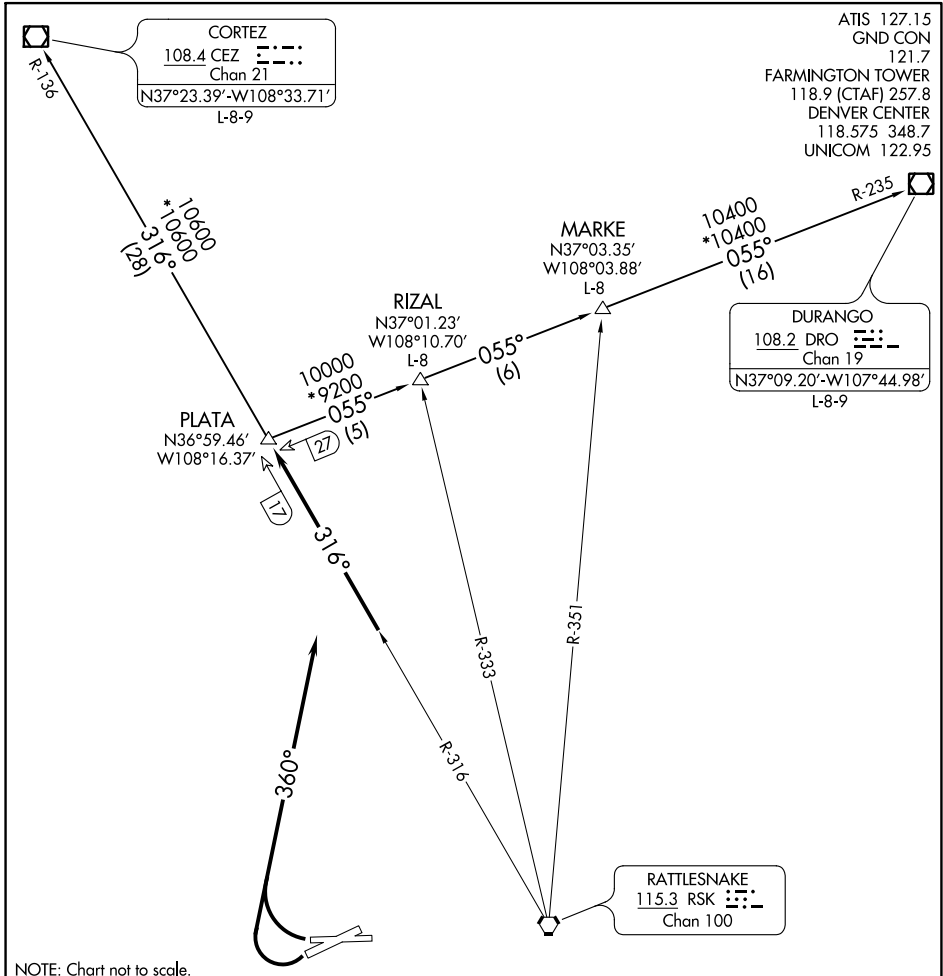 ATIS 127.15
GND CON
121.7
FARMINGTON TOWER
118.9 (CTAF) 257.8
DENVER CENTER
118.575 348.7
UNICOM 122.95
CORTEZ
108.4 CEZ
Chan 21
N37°23.39'-W108°33.71'
L-8-9
R-136
R-235
10600
*10600
316°
(28)
MARKE
N37°03.35'
W108°03.88'
L-8
10400
*10400
055°
(16)
RIZAL
N37°01.23'
W108°10.70'
L-8
055°
(6)
DURANGO
108.2 DRO
Chan 19
N37°09.20'-W107°44.98'
L-8-9
10000
*9200
055°
(5)
PLATA
N36°59.46'
W108°16.37'
27
17
316°
R-333
R-351
R-316
360°
RATTLESNAKE
115.3 RSK
Chan 100
NOTE: Chart not to scale.